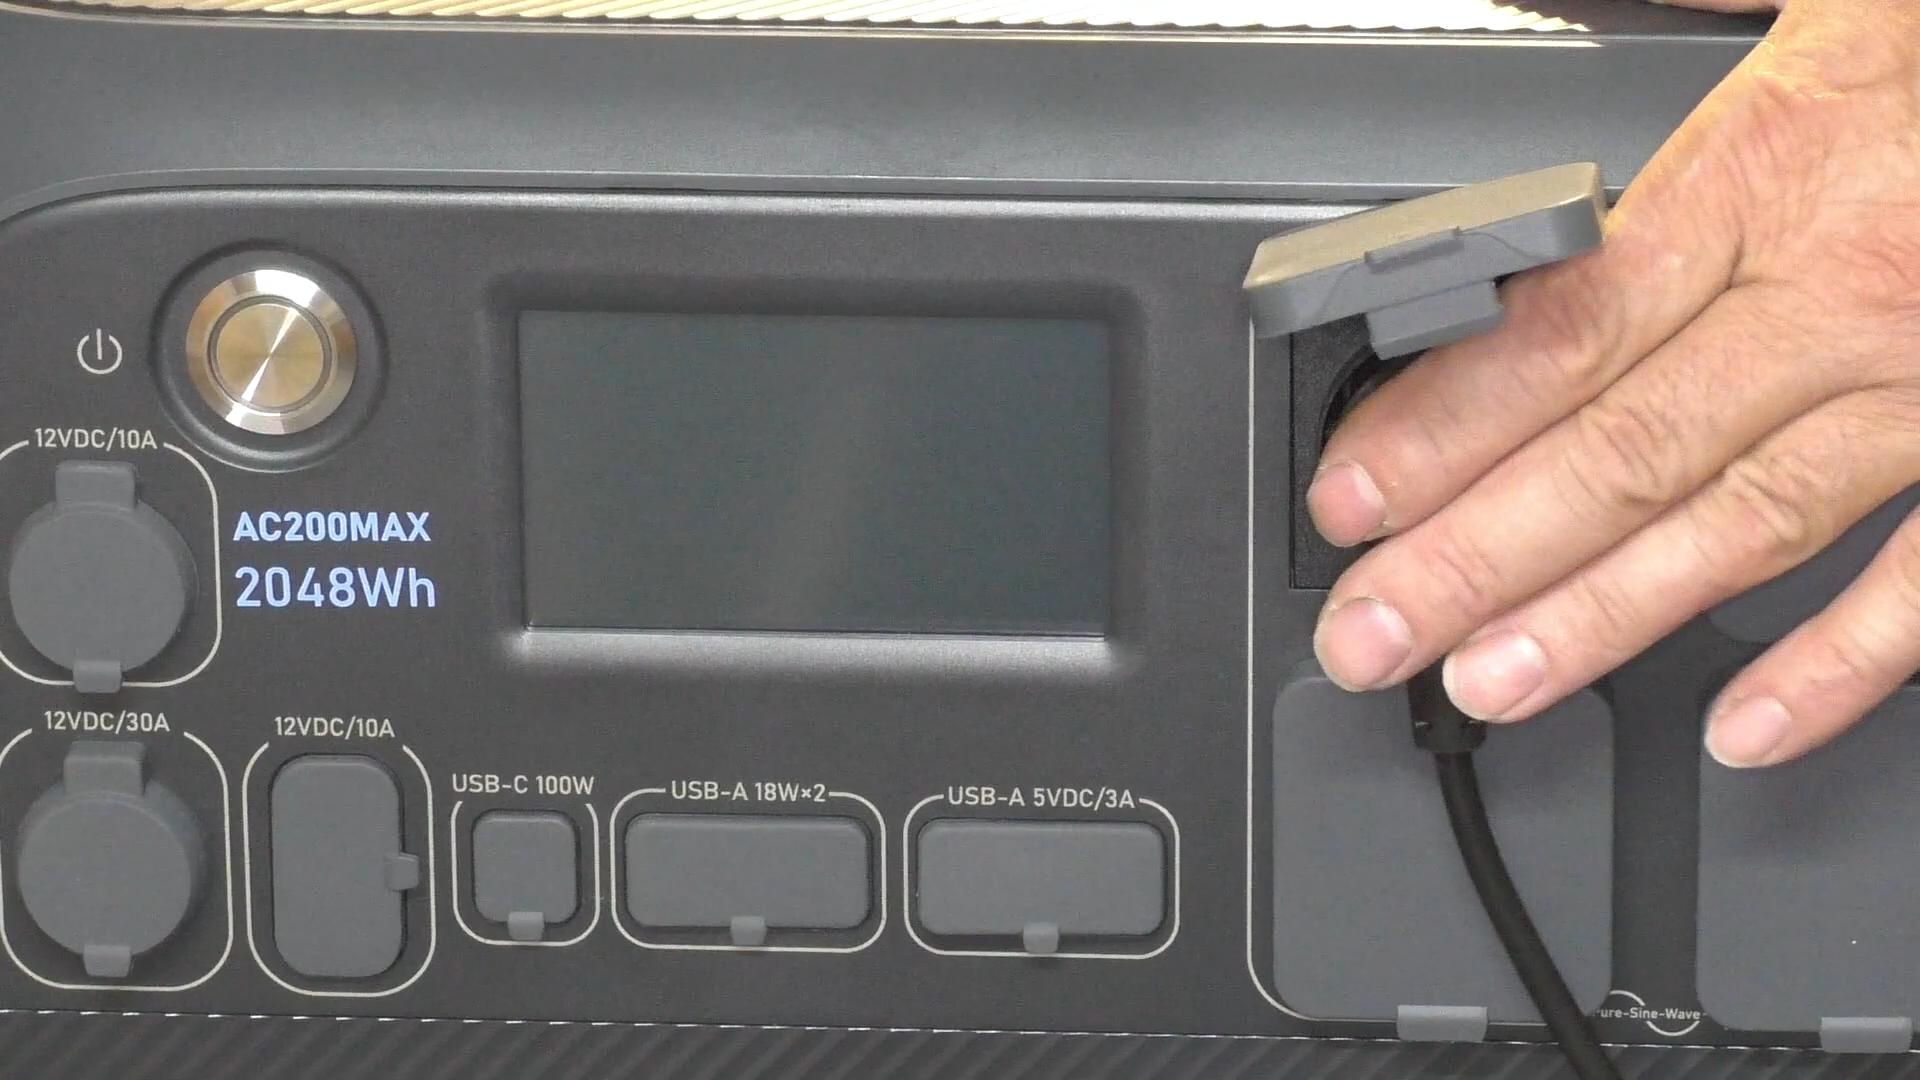 12VDC/10A
AC200MAX
2048Wh
12VDC/30A
12VDC/10A
USB-C 100W
USB-A 18W×2
USB-A 5VDC/3A
ure-Sine-Wave